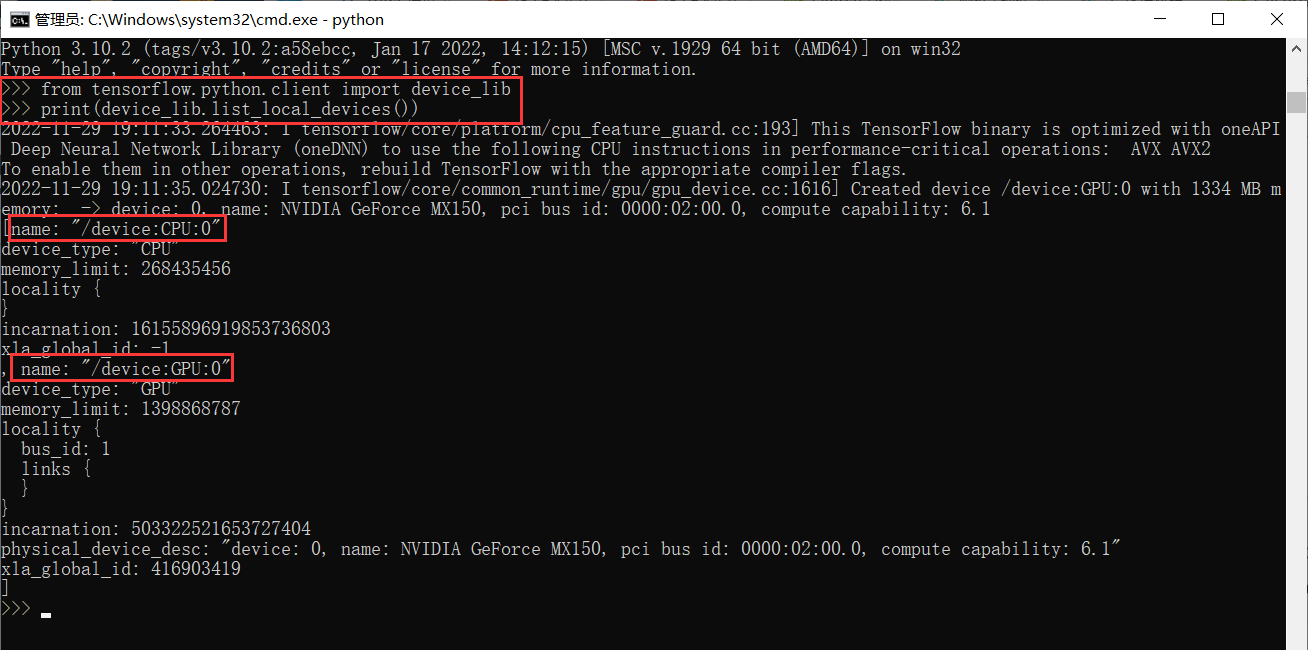 管理员: C:\Windows\system32\cmd.exe - python
Python 3.10.2 (tags/v3.10.2:a58ebcc, Jan 17 2022, 14:12:15) [MSC v.1929 64 bit (AMD64)] on win32
Type "help", "copyright", "credits" or "license" for more information.
>>> from tensorflow.python.client import device_lib
>>> print(device_lib.list_local_devices())
2022-11-29 19:11:33.264463: I tensorflow/core/platform/cpu_feature_guard.cc:193] This TensorFlow binary is optimized with oneAPI
 Deep Neural Network Library (oneDNN) to use the following CPU instructions in performance-critical operations:  AVX AVX2
To enable them in other operations, rebuild TensorFlow with the appropriate compiler flags.
2022-11-29 19:11:35.024730: I tensorflow/core/common_runtime/gpu/gpu_device.cc:1616] Created device /device:GPU:0 with 1334 MB m
emory:  -> device: 0, name: NVIDIA GeForce MX150, pci bus id: 0000:02:00.0, compute capability: 6.1
[name: "/device:CPU:0"
device_type: "CPU"
memory_limit: 268435456
locality {
}
incarnation: 16155896919853736803
xla_global_id: -1
, name: "/device:GPU:0"
device_type: "GPU"
memory_limit: 1398868787
locality {
  bus_id: 1
  links {
  }
}
incarnation: 503322521653727404
physical_device_desc: "device: 0, name: NVIDIA GeForce MX150, pci bus id: 0000:02:00.0, compute capability: 6.1"
xla_global_id: 416903419
]
>>>